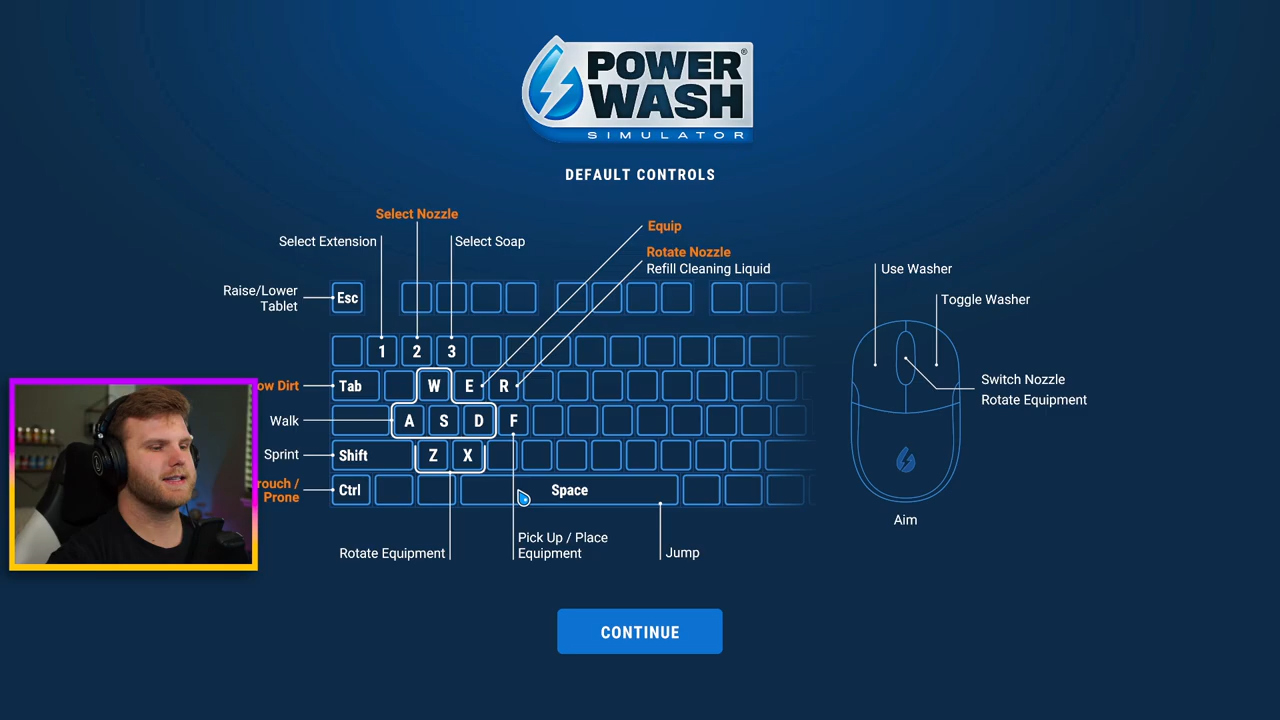 POWER®
WASH
SIMULATOR
DEFAULT CONTROLS
Select Nozzle
Select Extension
Select Soap
Equip
Rotate Nozzle
Refill Cleaning Liquid
Raise/Lower
Tablet
Esc
1 2 3
Dirt
Tab W E R
Walk
A S D F
Sprint
Shift Z X
Prone
Ctrl Space
Rotate Equipment
Pick Up / Place
Equipment
Jump
Use Washer
Toggle Washer
Switch Nozzle
Rotate Equipment
Aim
CONTINUE